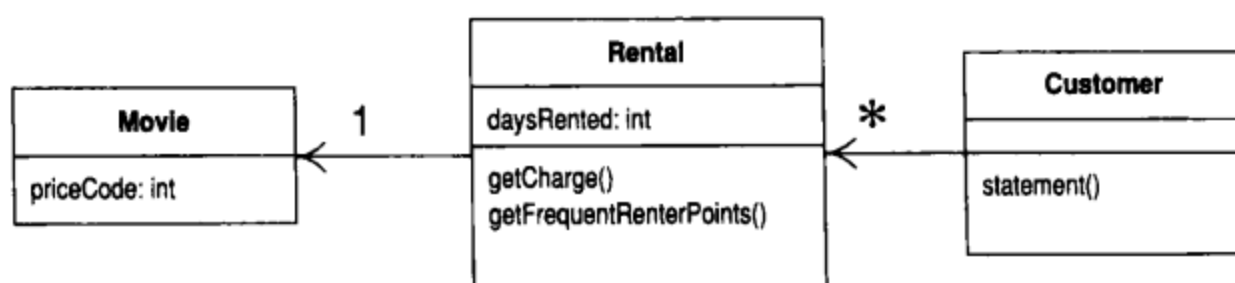 Movie
priceCode: int
1
Rental
daysRented: int
getCharge()
getFrequentRenterPoints()
*
Customer
statement()